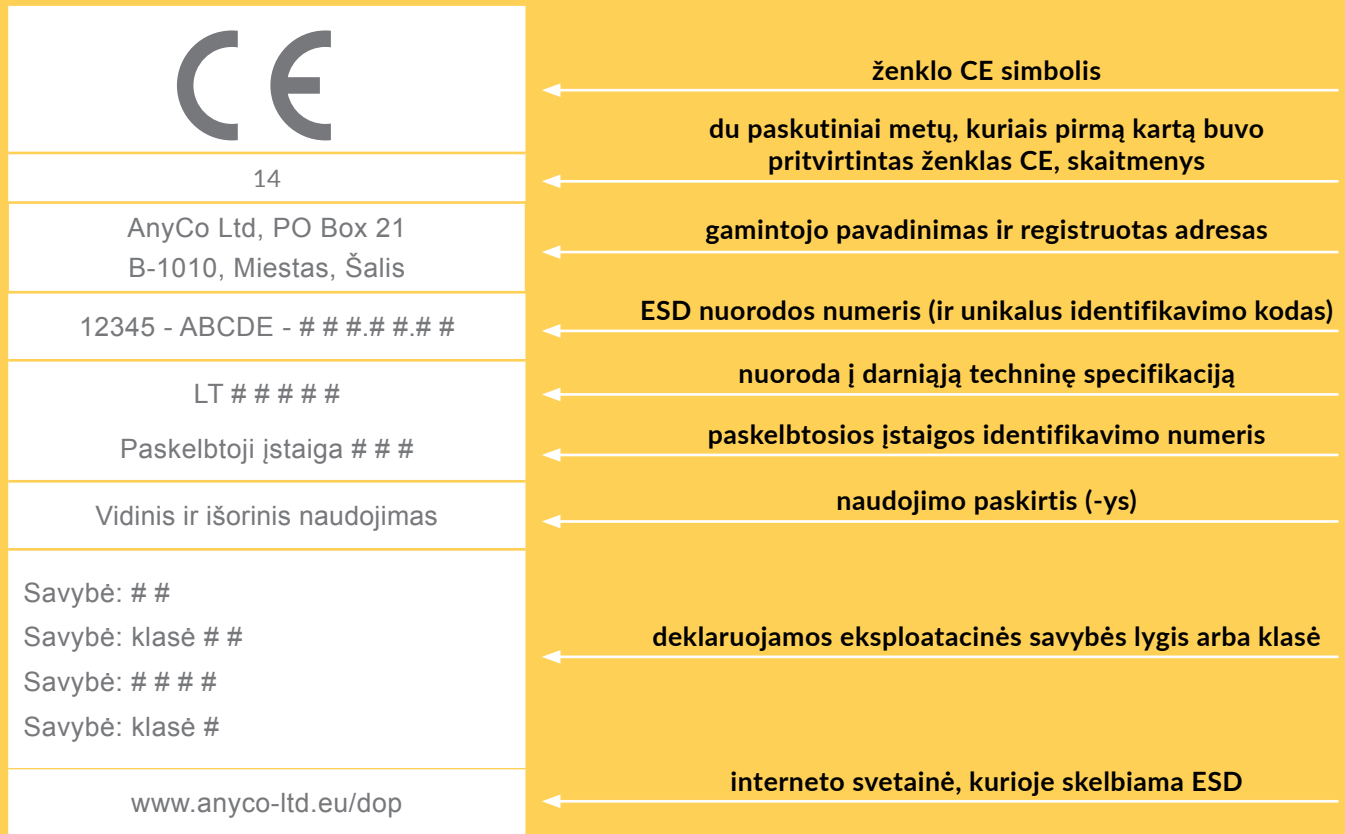 CE
ženklo CE simbolis
du paskutiniai metų, kuriais pirmą kartą buvo
pritvirtintas ženklas CE, skaitmenys
14
AnyCo Ltd, PO Box 21
B-1010, Miestas, Šalis
gamintojo pavadinimas ir registruotas adresas
12345 - ABCDE - # # #.# #.# #
ESD nuorodos numeris (ir unikalus identifikavimo kodas)
LT # # # # #
nuoroda į darniąją techninę specifikaciją
Paskelbtoji įstaiga # # #
paskelbtosios įstaigos identifikavimo numeris
Vidinis ir išorinis naudojimas
naudojimo paskirtis (-ys)
Savybė: # #
Savybė: klasė # #
Savybė: # # # #
Savybė: klasė #
deklaruojamos eksploatacinės savybės lygis arba klasė
www.anyco-ltd.eu/dop
interneto svetainė, kurioje skelbiama ESD